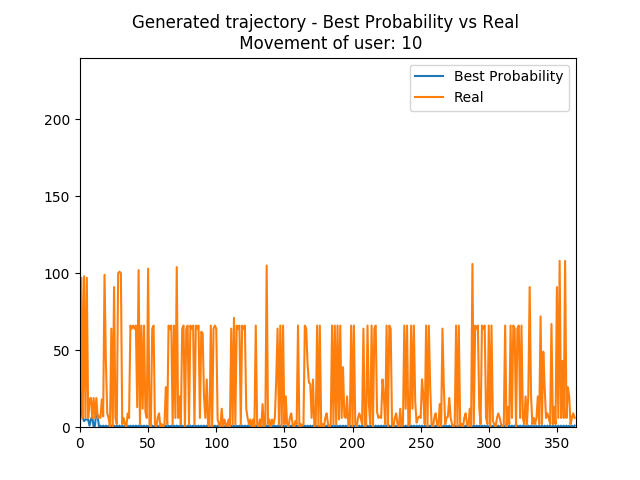 Generated trajectory - Best Probability vs Real
Movement of user: 10
Best Probability
Real
200
150
100
50
0
0 50 100 150 200 250 300 350